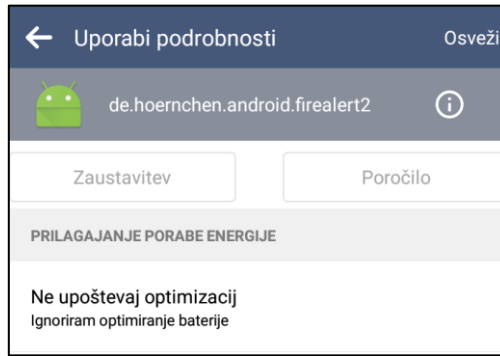 Uporabi podrobnosti Osveži
de.hoernchen.android.firealert2
Zaustavitev Poročilo
PRILAGAJANJE PORABE ENERGIJE
Ne upoštevaj optimizacij
Ignoriram optimiranje baterije